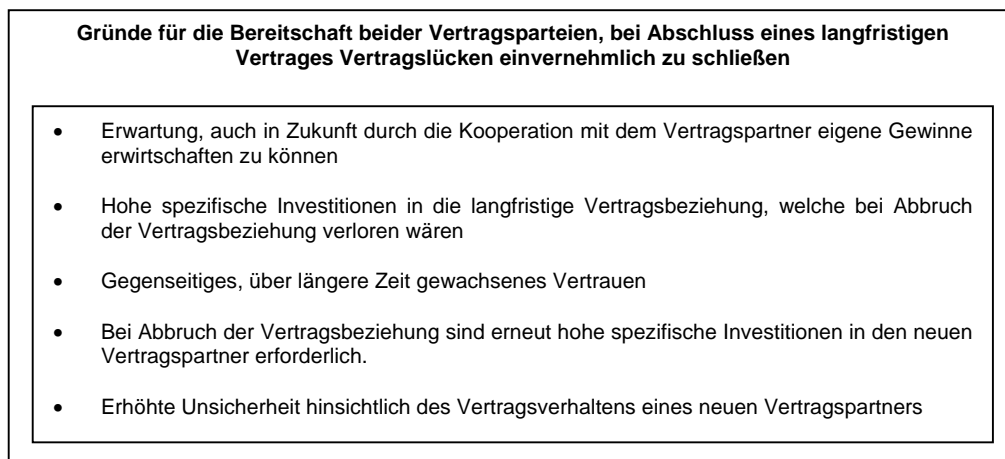 Gründe für die Bereitschaft beider Vertragsparteien, bei Abschluss eines langfristigen
Vertrages Vertragslücken einvernehmlich zu schließen
• Erwartung, auch in Zukunft durch die Kooperation mit dem Vertragspartner eigene Gewinne
erwirtschaften zu können
• Hohe spezifische Investitionen in die langfristige Vertragsbeziehung, welche bei Abbruch
der Vertragsbeziehung verloren wären
• Gegenseitiges, über längere Zeit gewachsenes Vertrauen
• Bei Abbruch der Vertragsbeziehung sind erneut hohe spezifische Investitionen in den neuen
Vertragspartner erforderlich.
• Erhöhte Unsicherheit hinsichtlich des Vertragsverhaltens eines neuen Vertragspartners